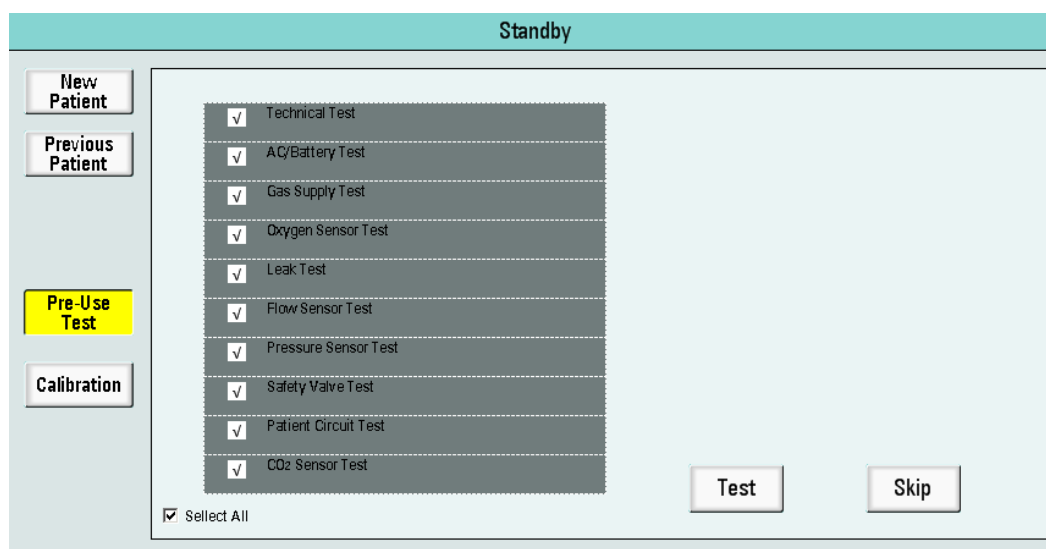 Standby
New
Patient
Previous
Patient
Pre-Use
Test
Calibration
√ Technical Test
√ AC/Battery Test
√ Gas Supply Test
√ Oxygen Sensor Test
√ Leak Test
√ Flow Sensor Test
√ Pressure Sensor Test
√ Safety Valve Test
√ Patient Circuit Test
√ CO2 Sensor Test
Sellect All
Test
Skip